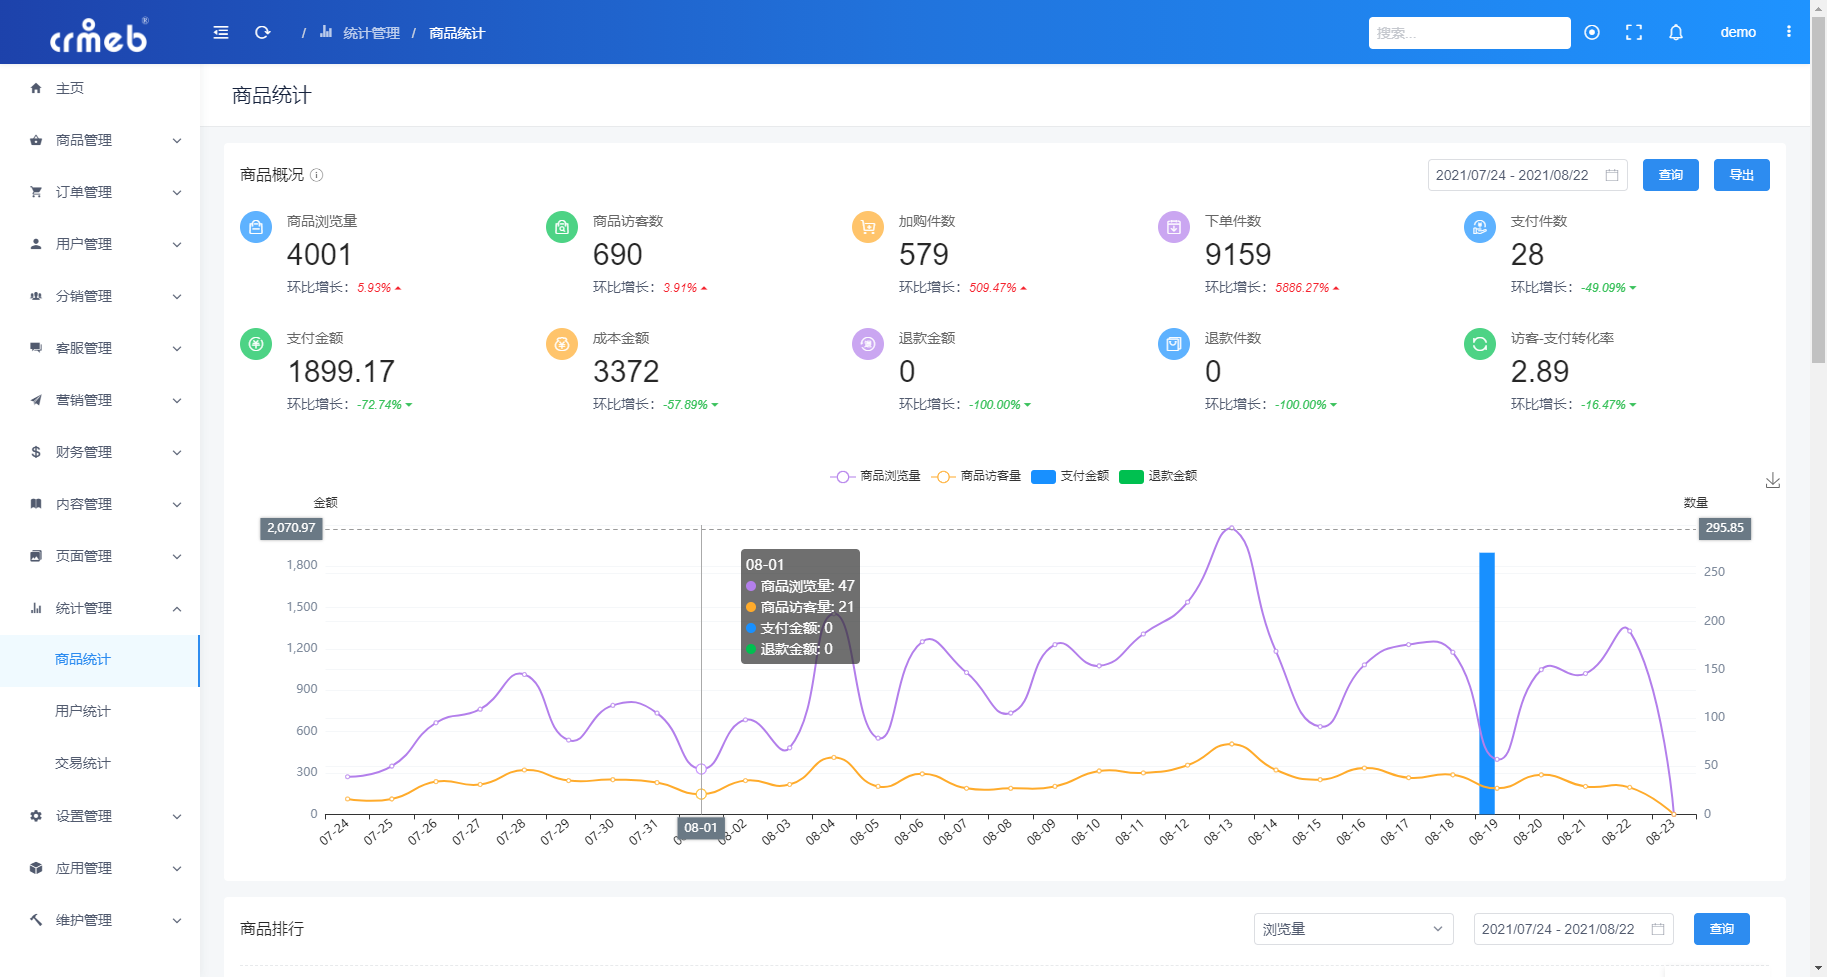 crmeb®
/ 统计管理 / 商品统计
搜索...
demo
主页
商品管理
订单管理
用户管理
分销管理
客服管理
营销管理
财务管理
内容管理
页面管理
统计管理
商品统计
用户统计
交易统计
设置管理
应用管理
维护管理
商品统计
商品概况
2021/07/24 - 2021/08/22
查询
导出
商品浏览量
4001
环比增长：5.93%
商品访客数
690
环比增长：3.91%
加购件数
579
环比增长：509.47%
下单件数
9159
环比增长：5886.27%
支付件数
28
环比增长：-49.09%
支付金额
1899.17
环比增长：-72.74%
成本金额
3372
环比增长：-57.89%
退款金额
0
环比增长：-100.00%
退款件数
0
环比增长：-100.00%
访客-支付转化率
2.89
环比增长：-16.47%
商品浏览量 商品访客量 支付金额 退款金额
金额
数量
2,070.97
295.85
1,800
1,500
1,200
900
600
300
0
250
200
150
100
50
0
08-01
商品浏览量: 47
商品访客量: 21
支付金额: 0
退款金额: 0
07-24 07-25 07-26 07-27 07-28 07-29 07-30 07-31 08-01 08-02 08-03 08-04 08-05 08-06 08-07 08-08 08-09 08-10 08-11 08-12 08-13 08-14 08-15 08-16 08-17 08-18 08-19 08-20 08-21 08-22 08-23
商品排行
浏览量
2021/07/24 - 2021/08/22
查询